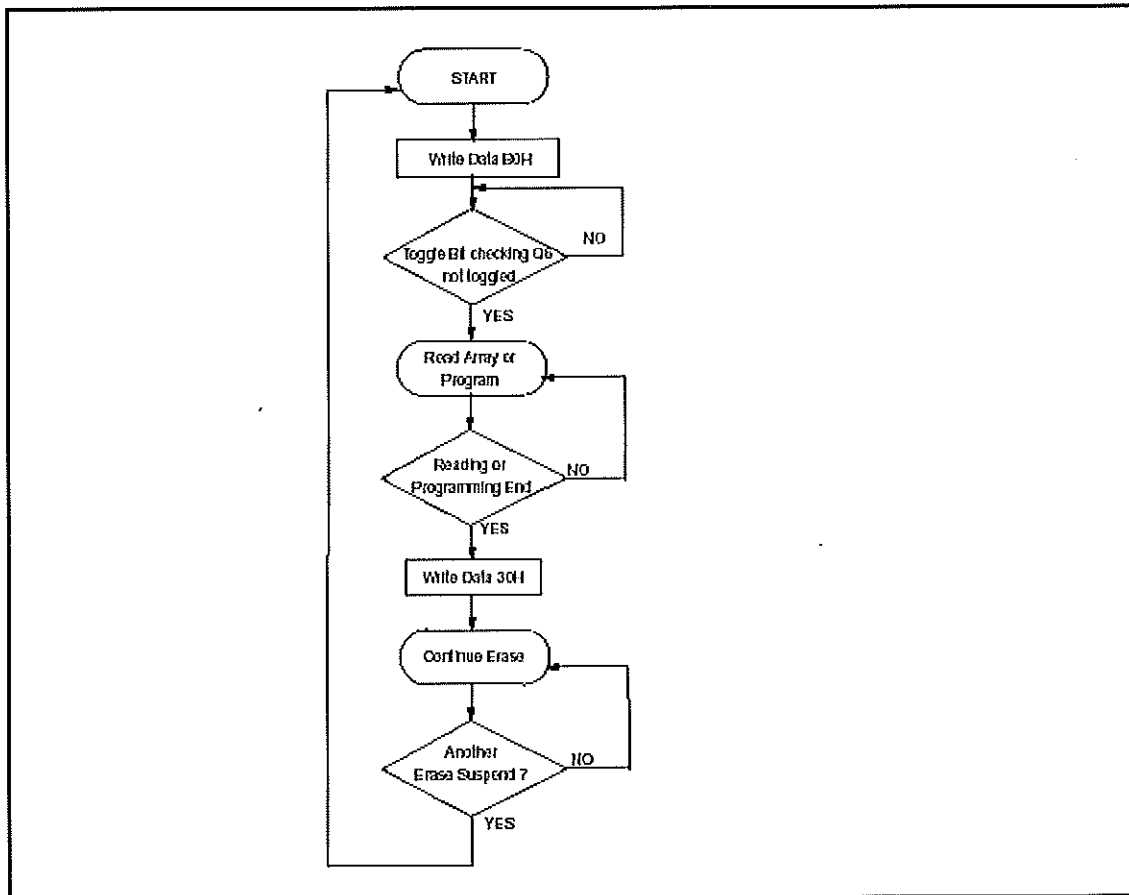 START
Write Data B0H
NO
Toggle Bit checking Q6
not toggled
YES
Read Array or
Program
Reading or
Programming End
NO
YES
Write Data 30H
Continue Erase
Another
Erase Suspend ?
NO
YES